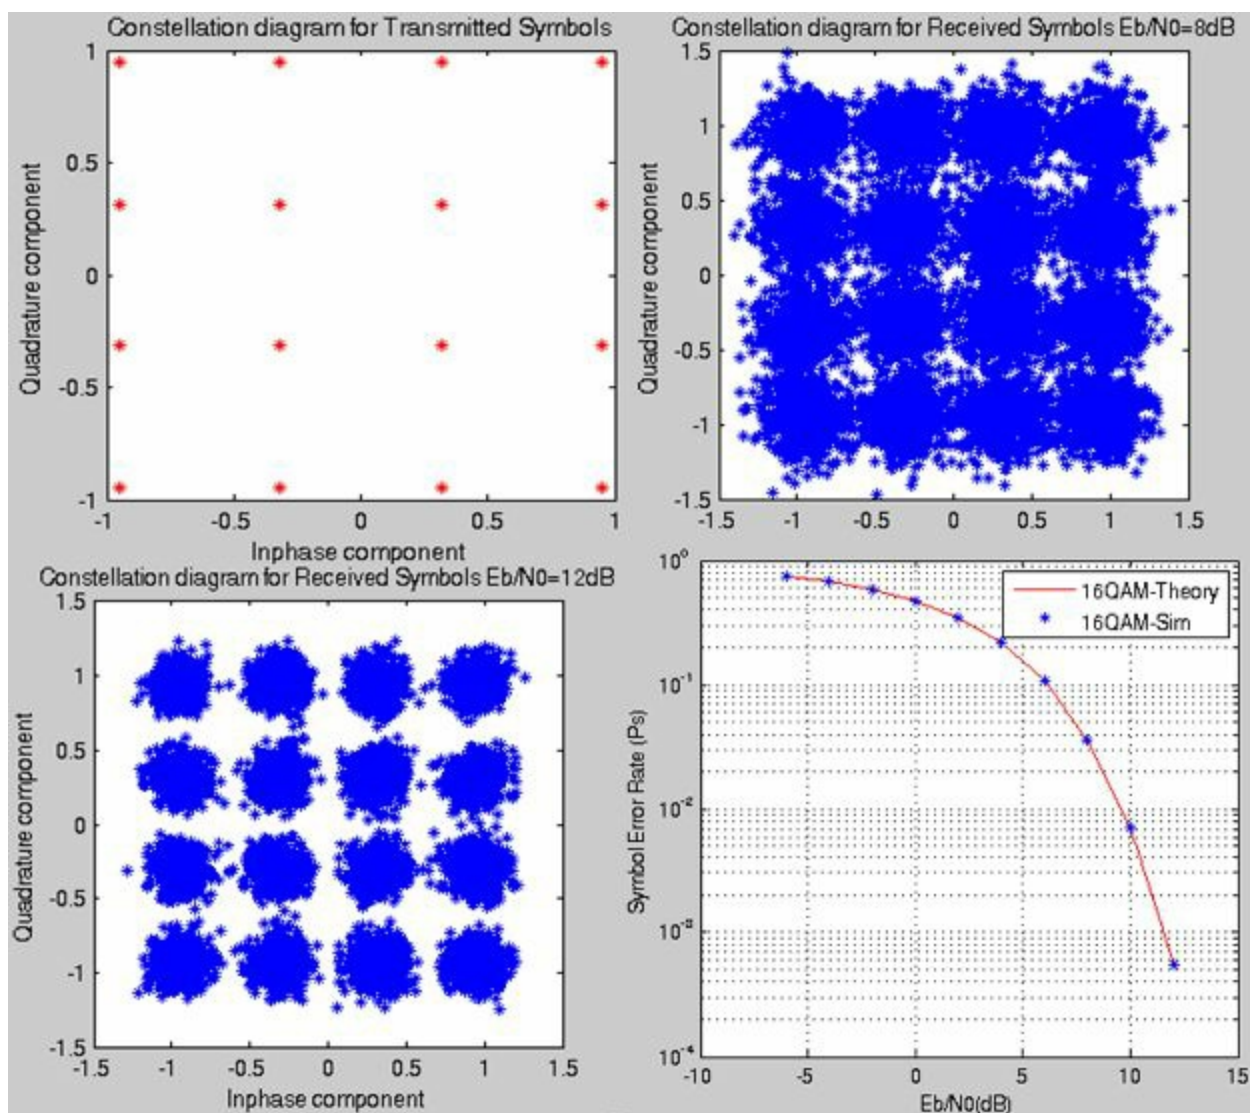 Constellation diagram for Transmitted Symbols
1
0.5
0
-0.5
-1
-1 -0.5 0 0.5 1
Quadrature component
Inphase component
Constellation diagram for Received Symbols Eb/N0=8dB
1.5
1
0.5
0
-0.5
-1
-1.5
-1.5 -1 -0.5 0 0.5 1 1.5
Quadrature component
Constellation diagram for Received Symbols Eb/N0=12dB
1.5
1
0.5
0
-0.5
-1
-1.5
-1.5 -1 -0.5 0 0.5 1 1.5
Quadrature component
Inphase component
16QAM-Theory
16QAM-Sim
10^0
10^-1
10^-2
10^-3
10^-4
-10 -5 0 5 10 15
Symbol Error Rate (Ps)
Eb/N0(dB)